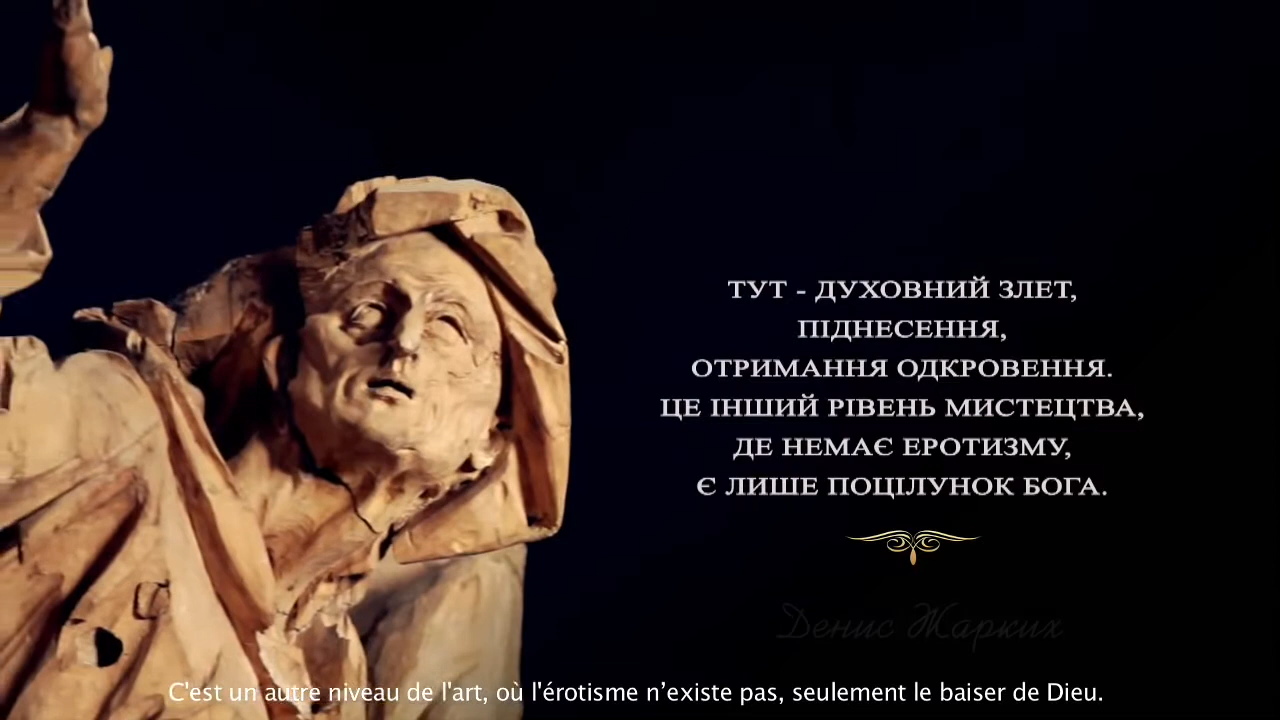 ТУТ - ДУХОВНИЙ ЗЛЕТ,
ПІДНЕСЕННЯ,
ОТРИМАННЯ ОДКРОВЕННЯ.
ЦЕ ІНШИЙ РІВЕНЬ МИСТЕЦТВА,
ДЕ НЕМАЄ ЕРОТИЗМУ,
Є ЛИШЕ ПОЦІЛУНОК БОГА.
Денис Жарких
C'est un autre niveau de l'art, où l'érotisme n’existe pas, seulement le baiser de Dieu.